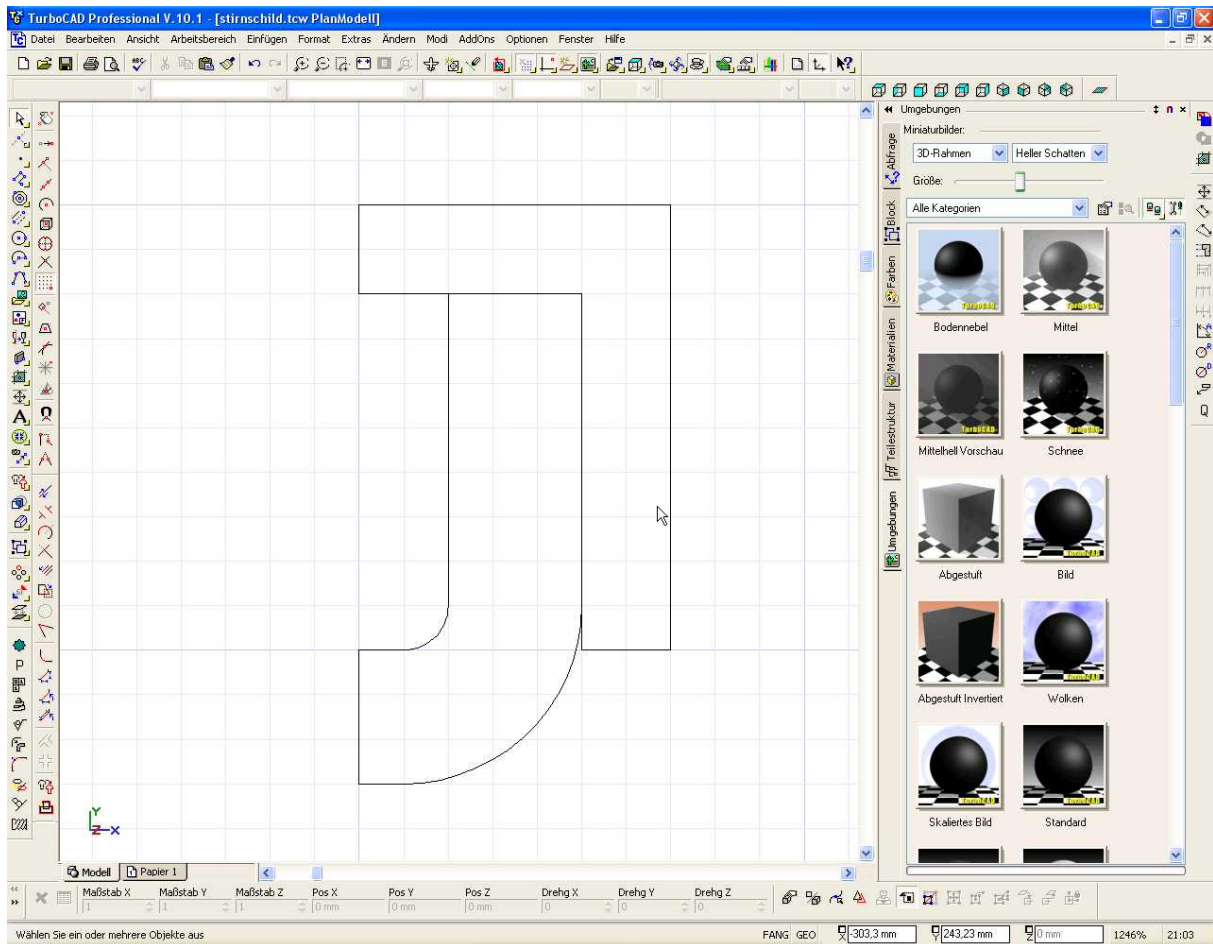 TurboCAD Professional V.10.1 - [stirnschild.tcw PlanModell]
Datei Bearbeiten Ansicht Arbeitsbereich Einfügen Format Extras Ändern Modi AddOns Optionen Fenster Hilfe
Umgebungen
Miniaturbilder:
3D-Rahmen Heller Schatten
Größe:
Alle Kategorien
Abfrage
Block
Farben
Materialien
Teilestruktur
Umgebungen
Bodennebel Mittel
Mittelhell Vorschau Schnee
Abgestuft Bild
Abgestuft Invertiert Wolken
Skaliertes Bild Standard
Y
Z X
Modell Papier 1
Maßstab X Maßstab Y Maßstab Z Pos X Pos Y Pos Z Dreh X Dreh Y Dreh Z
1 1 1 0 mm 0 mm 0 mm 0 0 0
Wählen Sie ein oder mehrere Objekte aus FANG GEO X -303,3 mm Y 243,23 mm Z 0 mm 1246% 21:03